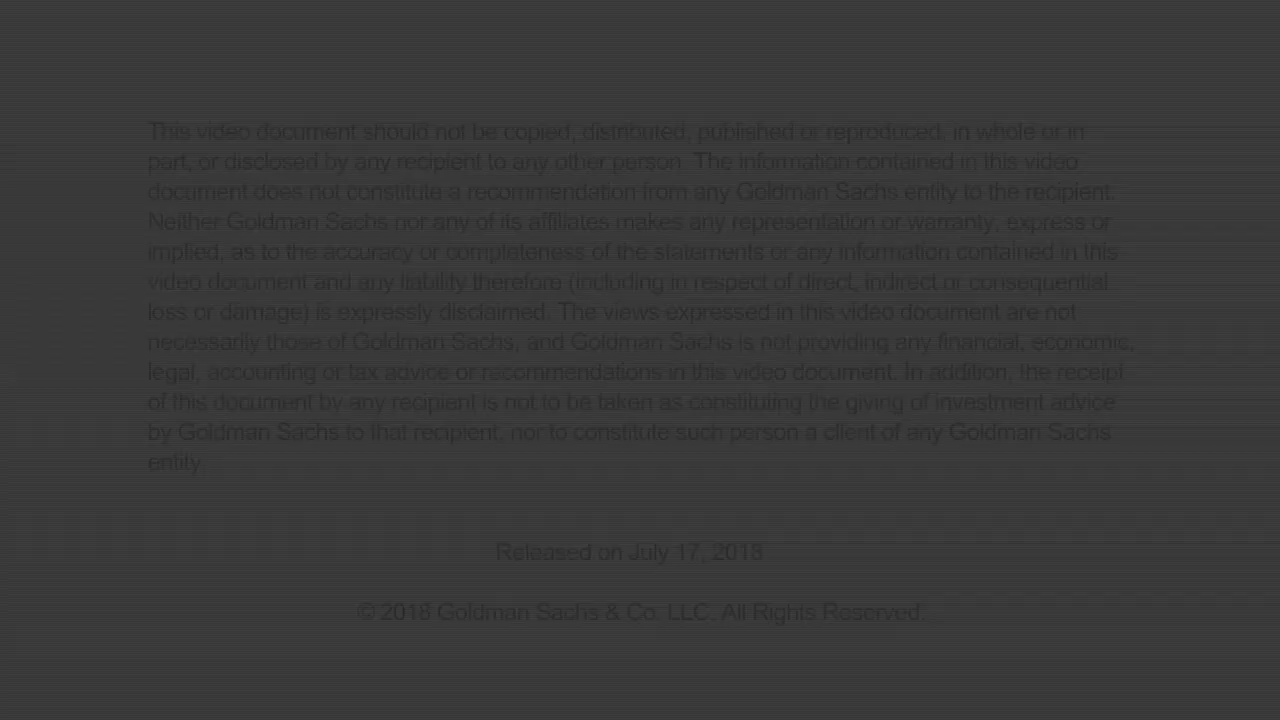 This video document should not be copied, distributed, published or reproduced, in whole or in
part, or disclosed by any recipient to any other person. The information contained in this video
document does not constitute a recommendation from any Goldman Sachs entity to the recipient.
Neither Goldman Sachs nor any of its affiliates makes any representation or warranty, express or
implied, as to the accuracy or completeness of the statements or any information contained in this
video document and any liability therefore (including in respect of direct, indirect or consequential
loss or damage) is expressly disclaimed. The views expressed in this video document are not
necessarily those of Goldman Sachs, and Goldman Sachs is not providing any financial, economic,
legal, accounting or tax advice or recommendations in this video document. In addition, the receipt
of this document by any recipient is not to be taken as constituting the giving of investment advice
by Goldman Sachs to that recipient, nor to constitute such person a client of any Goldman Sachs
entity.
Released on July 17, 2018
© 2018 Goldman Sachs & Co. LLC. All Rights Reserved.